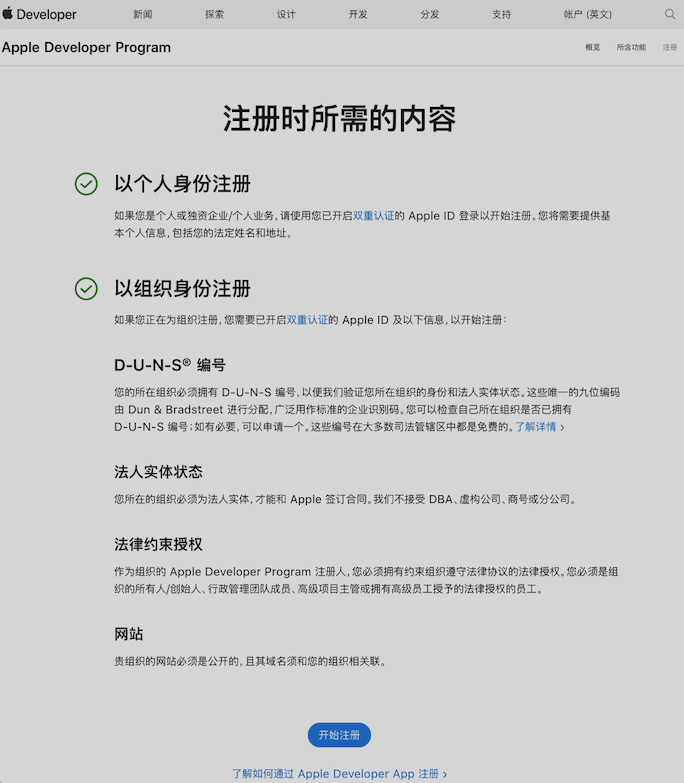 Developer
新闻
探索
设计
开发
分发
支持
帐户 (英文)
Apple Developer Program
概览
所含功能
注册
注册时所需的内容
以个人身份注册
如果您是个人或独资企业/个人业务，请使用您已开启双重认证的 Apple ID 登录以开始注册。您将需要提供基
本个人信息，包括您的法定姓名和地址。
以组织身份注册
如果您正在为组织注册，您需要已开启双重认证的 Apple ID 及以下信息，以开始注册：
D-U-N-S® 编号
您的所在组织必须拥有 D-U-N-S 编号，以便我们验证您所在组织的身份和法人实体状态。这些唯一的九位编码
由 Dun & Bradstreet 进行分配，广泛用作标准的企业识别码。您可以检查自己所在组织是否已拥有
D-U-N-S 编号；如有必要，可以申请一个。这些编号在大多数司法管辖区中都是免费的。了解详情 >
法人实体状态
您所在的组织必须为法人实体，才能和 Apple 签订合同。我们不接受 DBA、虚构公司、商号或分公司。
法律约束授权
作为组织的 Apple Developer Program 注册人，您必须拥有约束组织遵守法律协议的法律授权。您必须是组
织的所有人/创始人、行政管理团队成员、高级项目主管或拥有高级员工授予的法律授权的员工。
网站
贵组织的网站必须是公开的，且其域名须和您的组织相关联。
开始注册
了解如何通过 Apple Developer App 注册 >